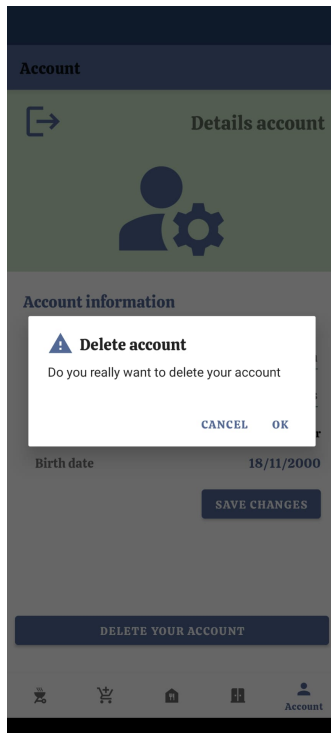 Account
Details account
Account information
Delete account
Do you really want to delete your account
CANCEL OK
Birth date 18/11/2000
SAVE CHANGES
DELETE YOUR ACCOUNT
Account